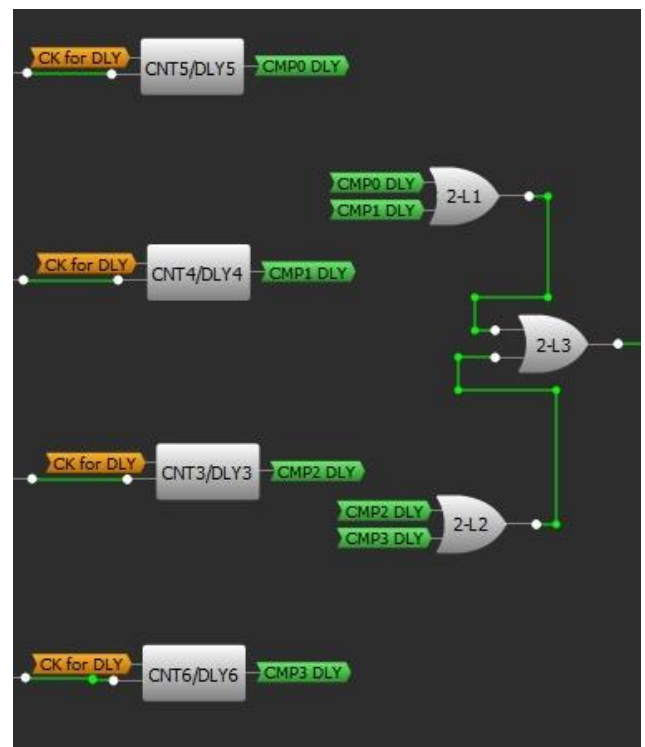 CK for DLY
CNT5/DLY5
CMP0 DLY
CMP0 DLY
CMP1 DLY
2-L1
CK for DLY
CNT4/DLY4
CMP1 DLY
2-L3
CK for DLY
CNT3/DLY3
CMP2 DLY
CMP2 DLY
CMP3 DLY
2-L2
CK for DLY
CNT6/DLY6
CMP3 DLY